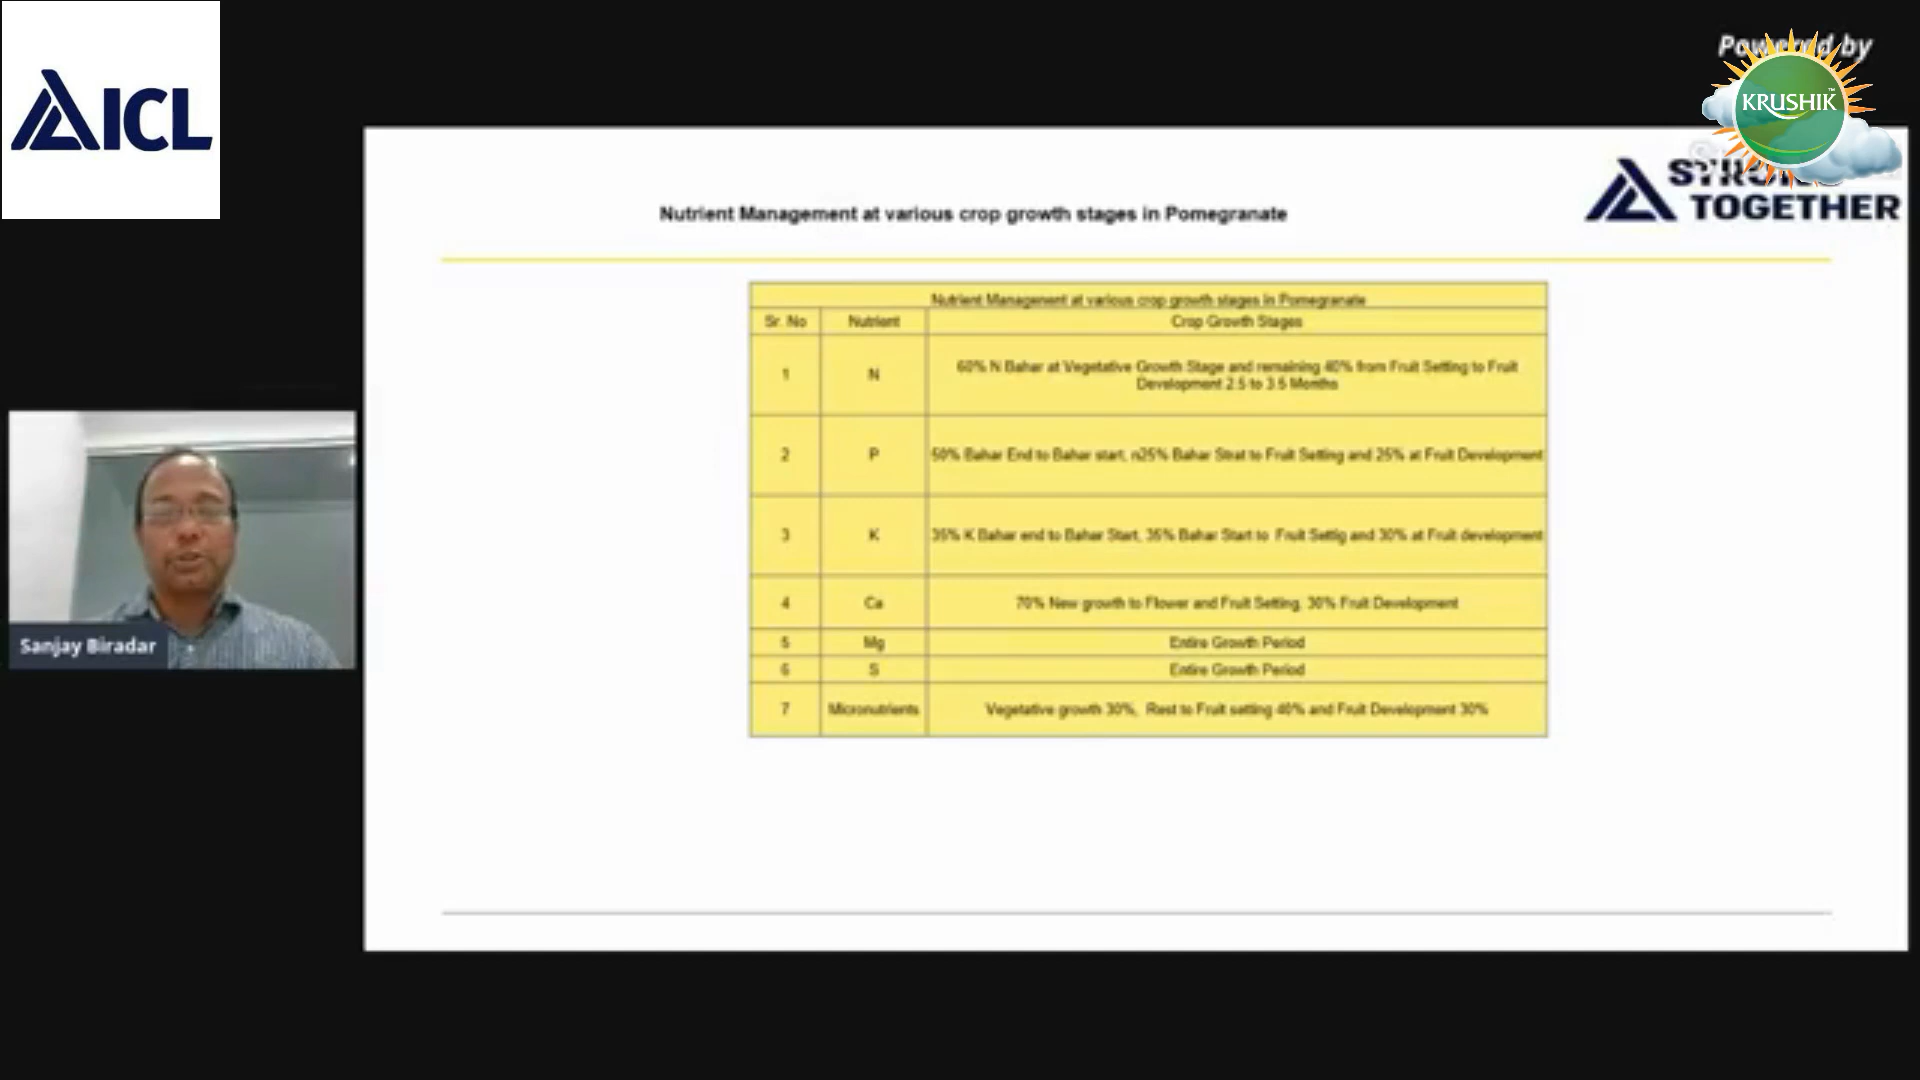 ICL
Powered by
KRUSHIK
TM
TOGETHER
Nutrient Management at various crop growth stages in Pomegranate
Nutrient Management at various crop growth stages in Pomegranate
Sr. No Nutrient Crop Growth Stages
1 N 60% N Bahar at Vegetative Growth Stage and remaining 40% from Fruit Setting to Fruit
Development 2.5 to 3.5 Months
2 P 50% Bahar End to Bahar start, n25% Bahar Strat to Fruit Setting and 25% at Fruit Development
3 K 35% K Bahar end to Bahar Start, 35% Bahar Start to Fruit Settig and 30% at Fruit development
4 Ca 70% New growth to Flower and Fruit Setting, 30% Fruit Development
5 Mg Entire Growth Period
6 S Entire Growth Period
7 Micronutrients Vegetative growth 30%, Rest to Fruit setting 40% and Fruit Development 30%
Sanjay Biradar